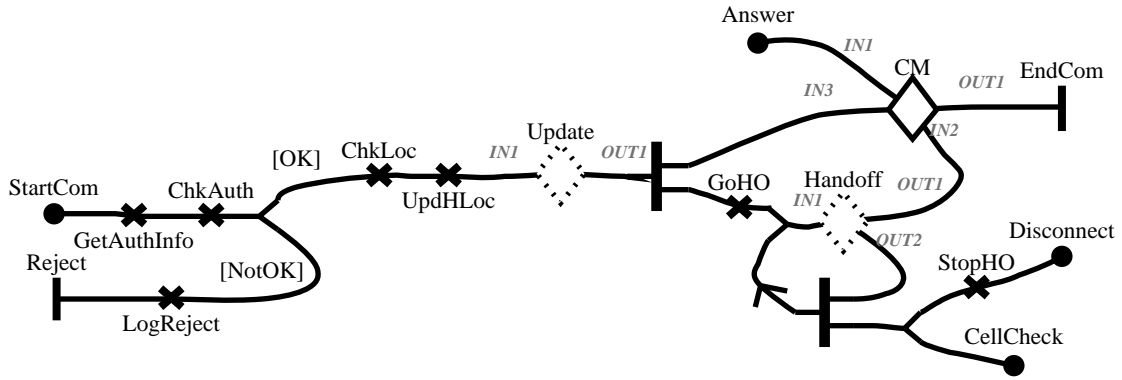 Answer
IN1
CM
OUT1
EndCom
IN3
IN2
Update
IN1
OUT1
[OK]
ChkLoc
UpdHLoc
StartCom
ChkAuth
GetAuthInfo
GoHO
Handoff
IN1
OUT1
OUT2
Reject
[NotOK]
LogReject
Disconnect
StopHO
CellCheck